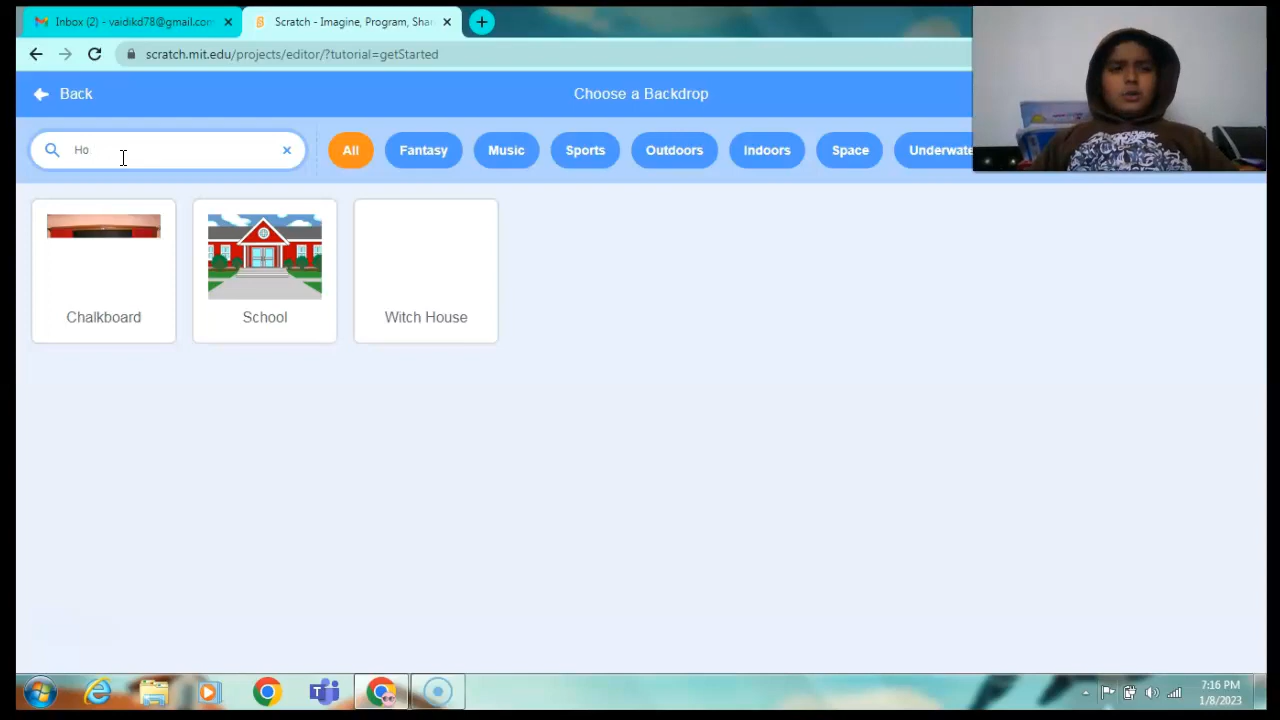 Inbox (2) - vaidikd78@gmail.com
Scratch - Imagine, Program, Sha
scratch.mit.edu/projects/editor/?tutorial=getStarted
Back
Choose a Backdrop
Ho
All
Fantasy
Music
Sports
Outdoors
Indoors
Space
Underwate
Chalkboard
School
Witch House
7:16 PM
1/8/2023